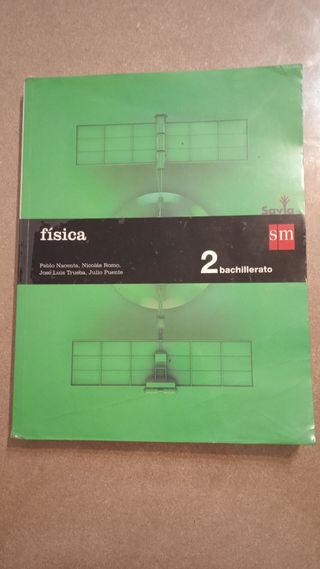 Savia
física
sm
Pablo Nacenta, Nicolás Romo,
José Luis Trueba, Julio Puente
2 bachillerato